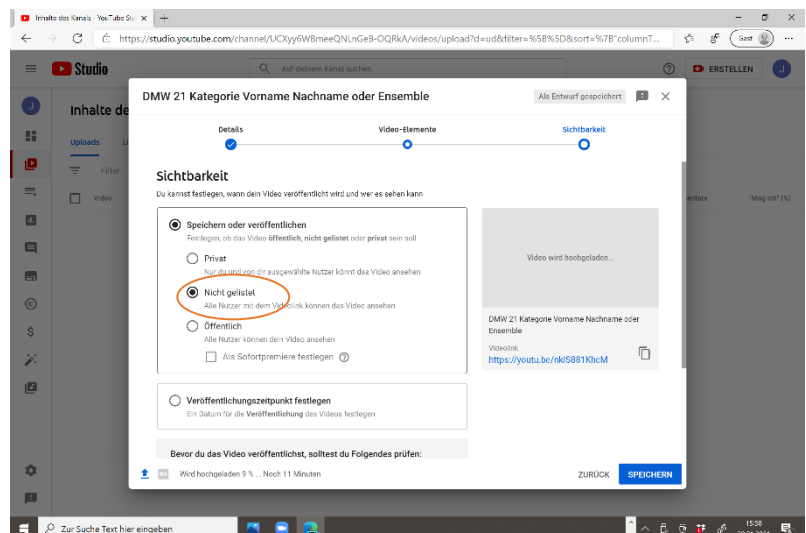 Inhalte des Kanals - YouTube Stu
https://studio.youtube.com/channel/UCXyy6WBmeeQNLnGeB-OQRkA/videos/upload?d=ud&filter=%5B%5D&sort=%7B"columnT...
Gast
Studio
Auf deinem Kanal suchen
ERSTELLEN
J
J
Inhalte de
Uploads
Filter
Video
"Mag ich" (%)
DMW 21 Kategorie Vorname Nachname oder Ensemble
Als Entwurf gespeichert
Details
Video-Elemente
Sichtbarkeit
Sichtbarkeit
Du kannst festlegen, wann dein Video veröffentlicht wird und wer es sehen kann
Speichern oder veröffentlichen
Festlegen, ob das Video öffentlich, nicht gelistet oder privat sein soll
Privat
Nur du und von dir ausgewählte Nutzer könnt das Video ansehen
Nicht gelistet
Alle Nutzer mit dem Videolink können das Video ansehen
Öffentlich
Alle Nutzer können dein Video ansehen
Als Sofortpremiere festlegen
Veröffentlichungszeitpunkt festlegen
Ein Datum für die Veröffentlichung des Videos festlegen
Bevor du das Video veröffentlichst, solltest du Folgendes prüfen:
Video wird hochgeladen...
DMW 21 Kategorie Vorname Nachname oder
Ensemble
Videolink
https://youtu.be/nklS881KhcM
Wird hochgeladen 9 % ... Noch 11 Minuten
ZURÜCK
SPEICHERN
Zur Suche Text hier eingeben
15:38